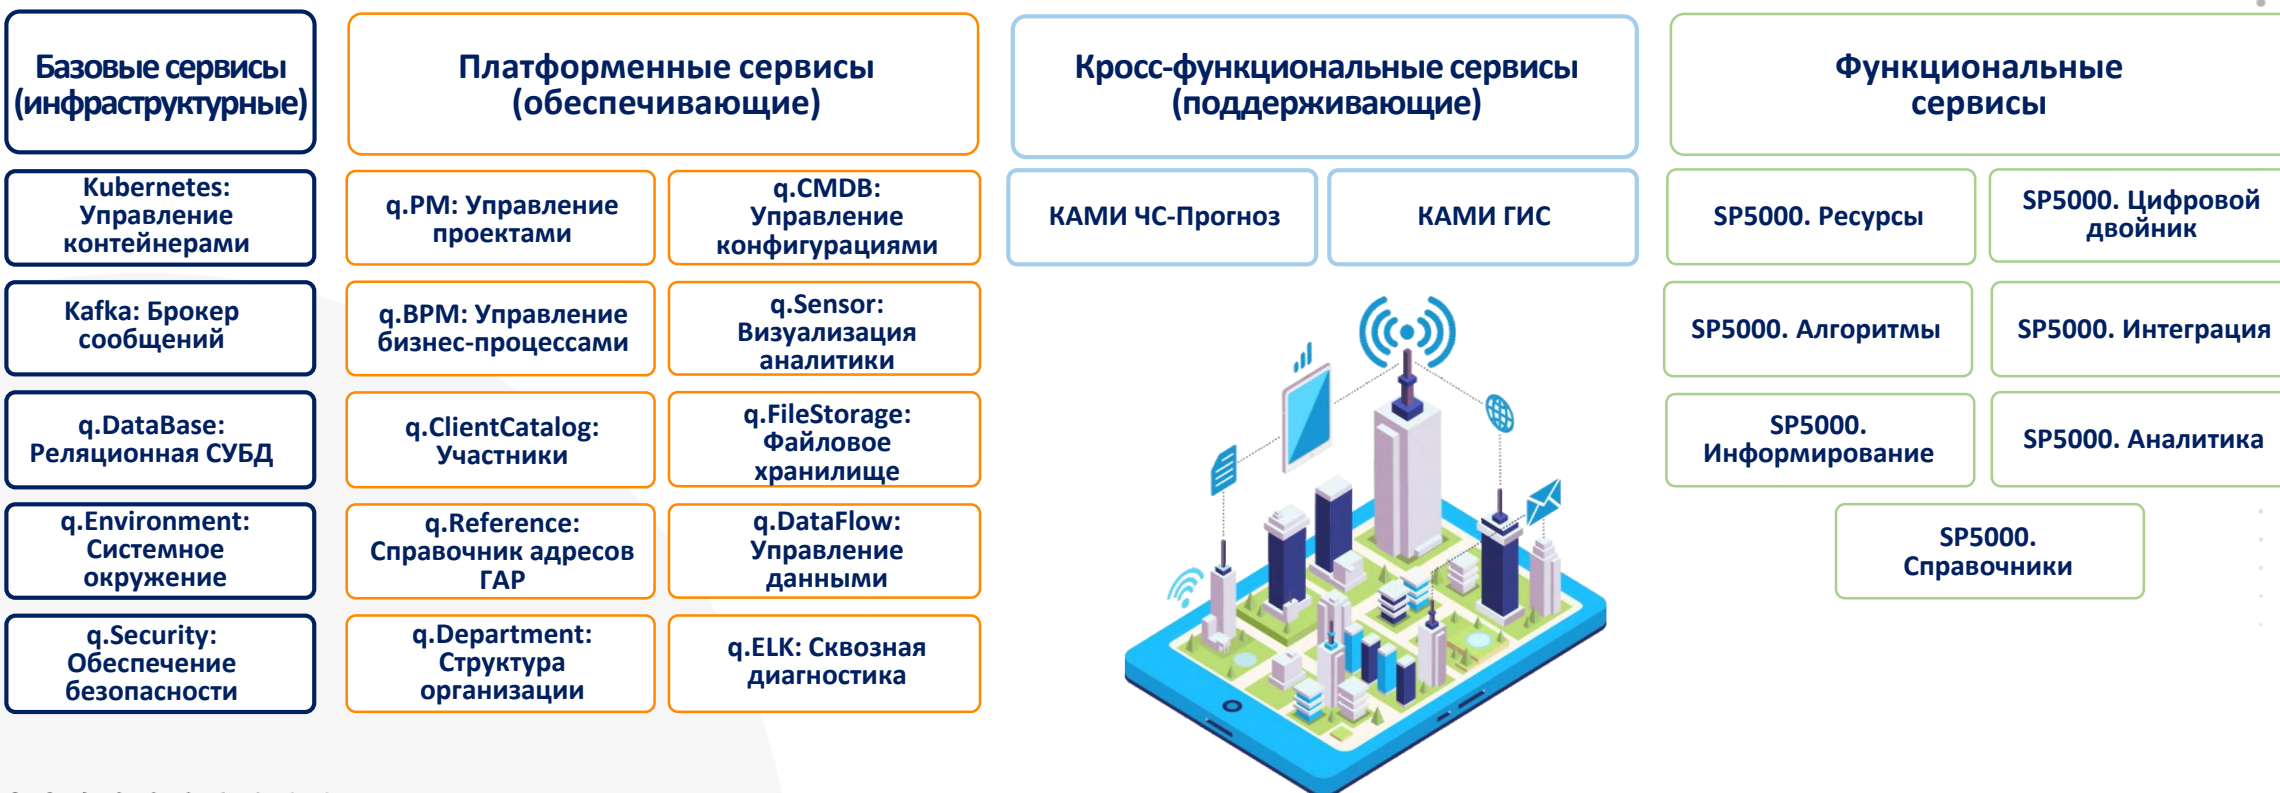 Базовые сервисы
(инфраструктурные)
Kubernetes:
Управление
контейнерами
Kafka: Брокер
сообщений
q.DataBase:
Реляционная СУБД
q.Environment:
Системное
окружение
q.Security:
Обеспечение
безопасности
Платформенные сервисы
(обеспечивающие)
q.PM: Управление
проектами
q.CMDB:
Управление
конфигурациями
q.BPM: Управление
бизнес-процессами
q.Sensor:
Визуализация
аналитики
q.ClientCatalog:
Участники
q.FileStorage:
Файловое
хранилище
q.Reference:
Справочник адресов
ГАР
q.DataFlow:
Управление
данными
q.Department:
Структура
организации
q.ELK: Сквозная
диагностика
Кросс-функциональные сервисы
(поддерживающие)
КАМИ ЧС-Прогноз
КАМИ ГИС
Функциональные
сервисы
SP5000. Ресурсы
SP5000. Цифровой
двойник
SP5000. Алгоритмы
SP5000. Интеграция
SP5000.
Информирование
SP5000. Аналитика
SP5000.
Справочники